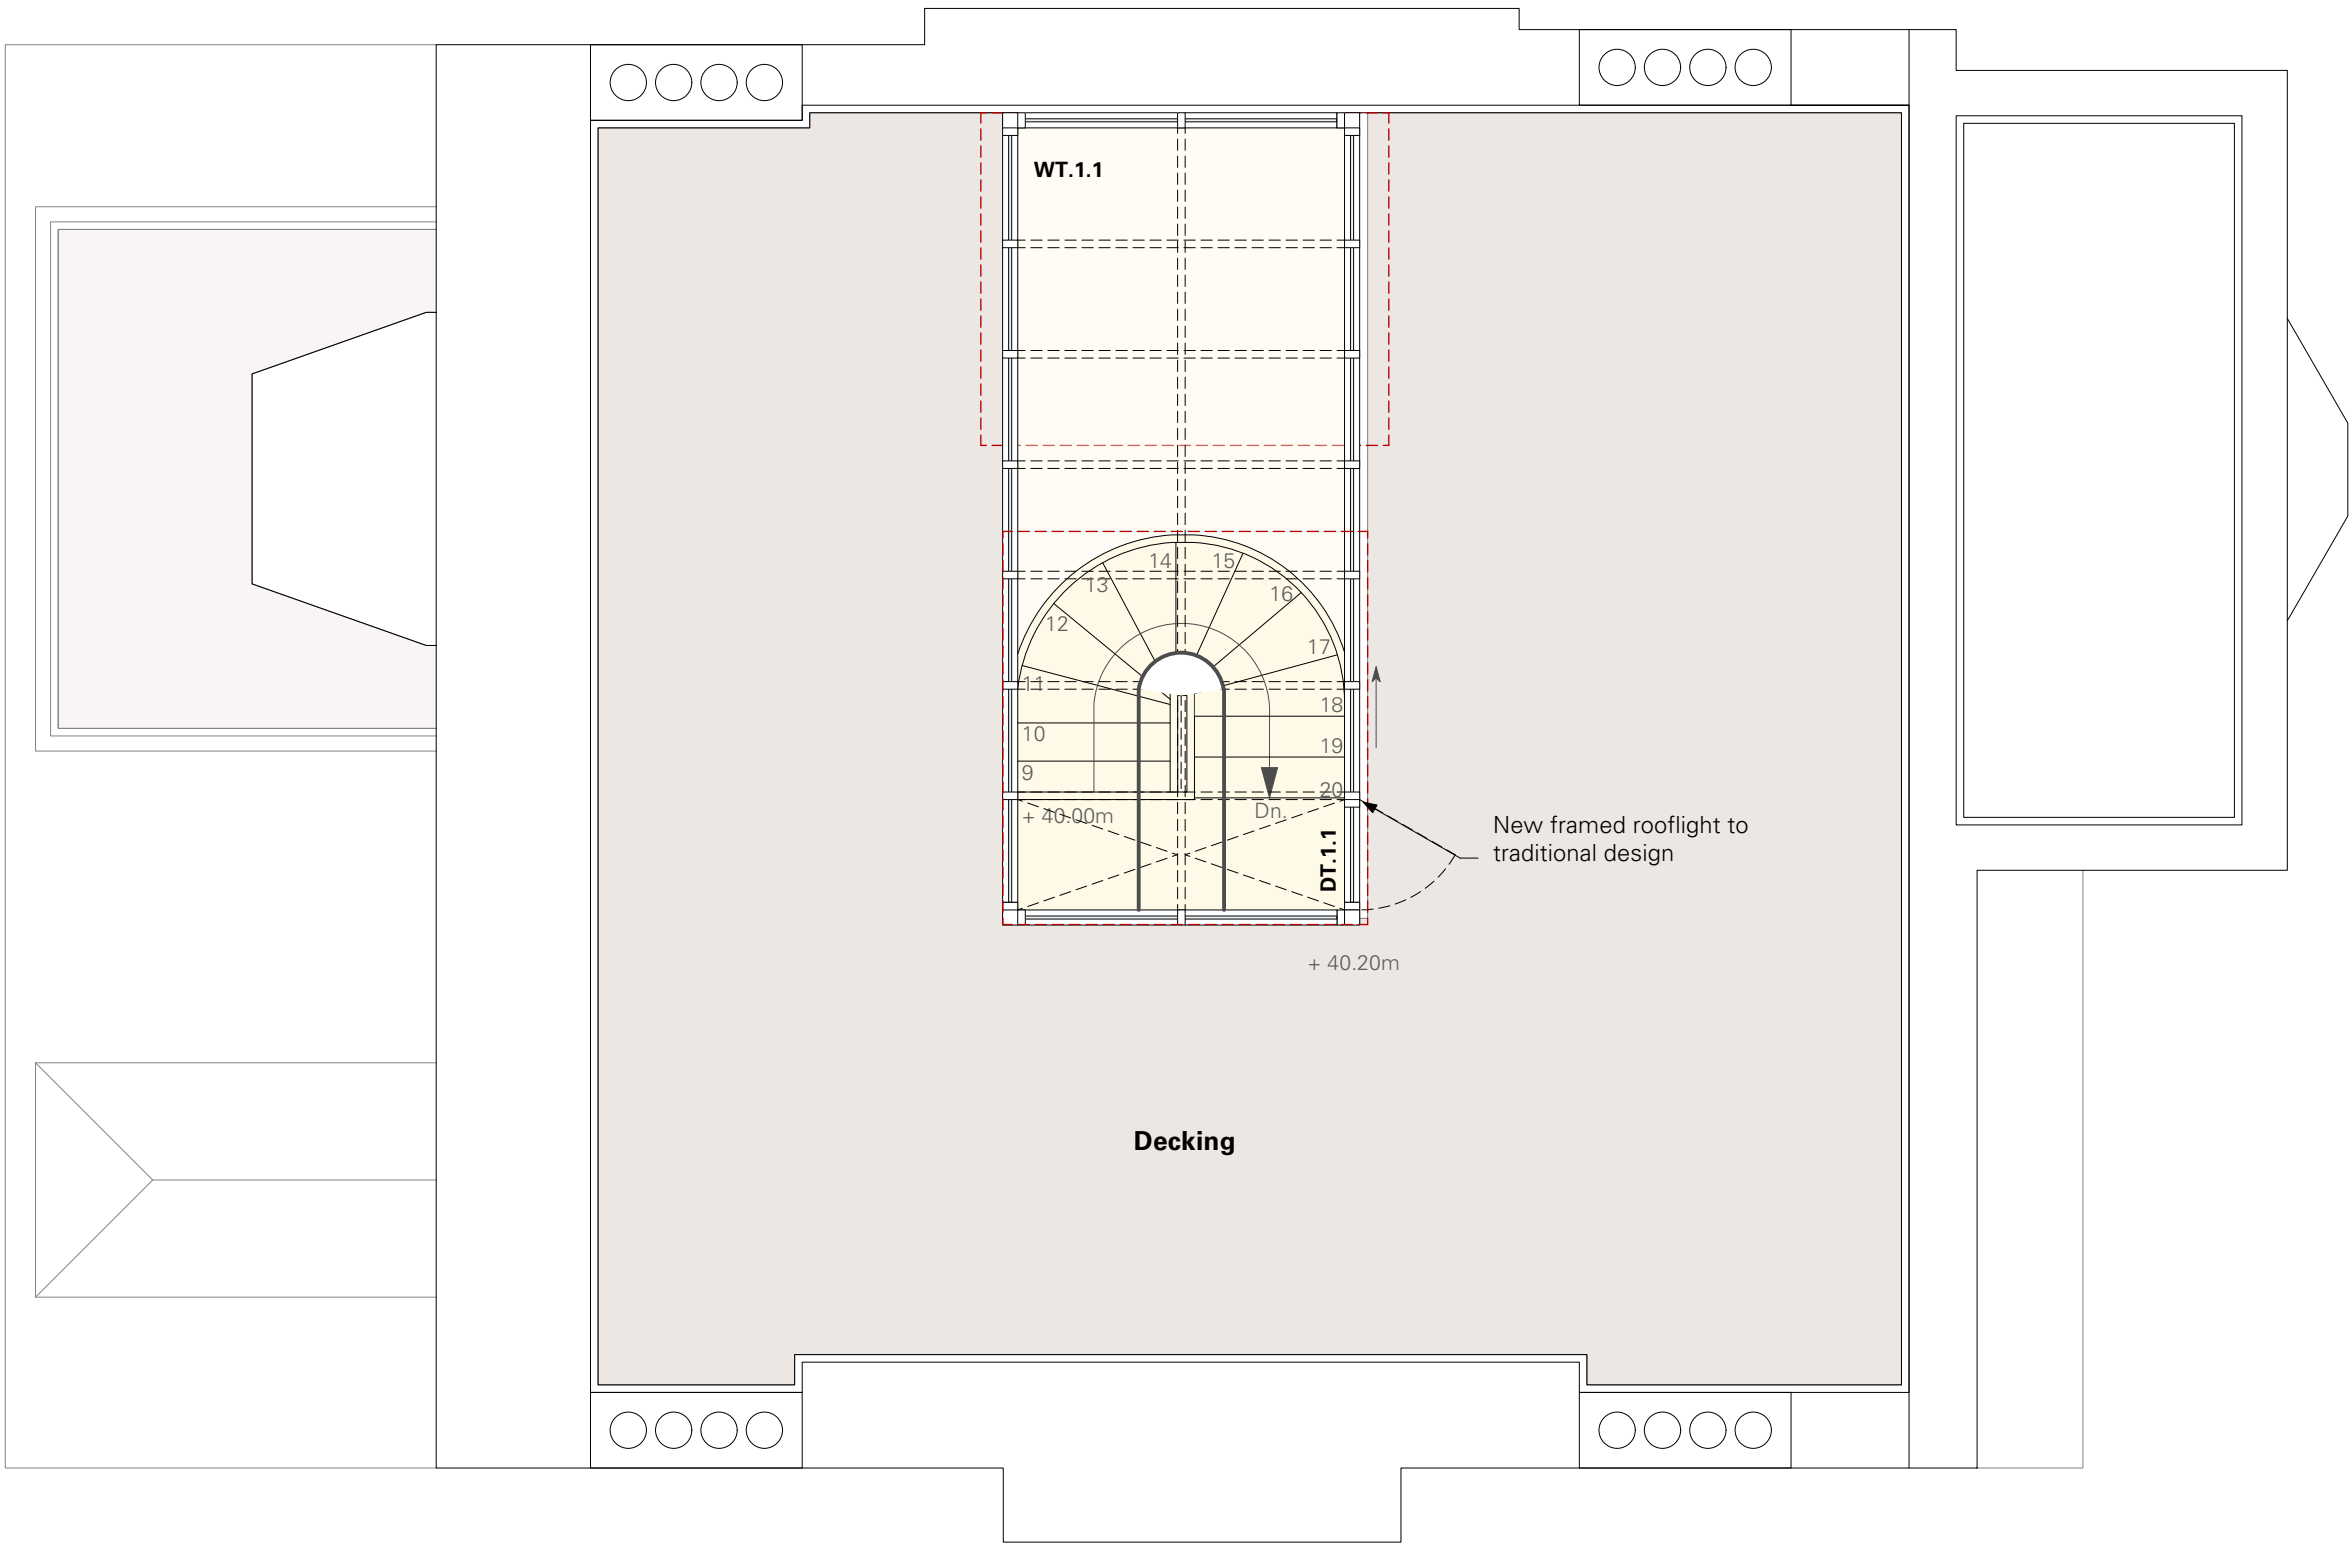 WT.1.1
14
15
13
16
12
17
11
18
10
19
9
20
+ 40.00m
Dn.
DT.1.1
New framed rooflight to
traditional design
+ 40.20m
Decking